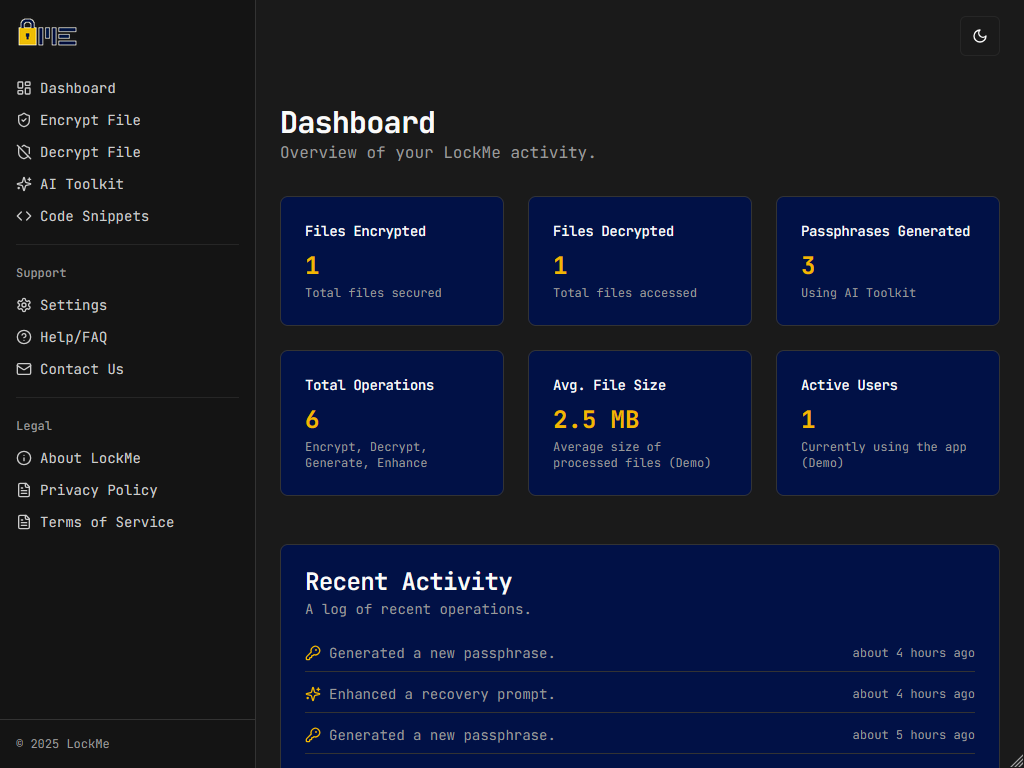 ME
Dashboard
Encrypt File
Decrypt File
AI Toolkit
Code Snippets
Support
Settings
Help/FAQ
Contact Us
Legal
About LockMe
Privacy Policy
Terms of Service
© 2025 LockMe
Dashboard
Overview of your LockMe activity.
Files Encrypted
1
Total files secured
Files Decrypted
1
Total files accessed
Passphrases Generated
3
Using AI Toolkit
Total Operations
6
Encrypt, Decrypt,
Generate, Enhance
Avg. File Size
2.5 MB
Average size of
processed files (Demo)
Active Users
1
Currently using the app
(Demo)
Recent Activity
A log of recent operations.
Generated a new passphrase. about 4 hours ago
Enhanced a recovery prompt. about 4 hours ago
Generated a new passphrase. about 5 hours ago